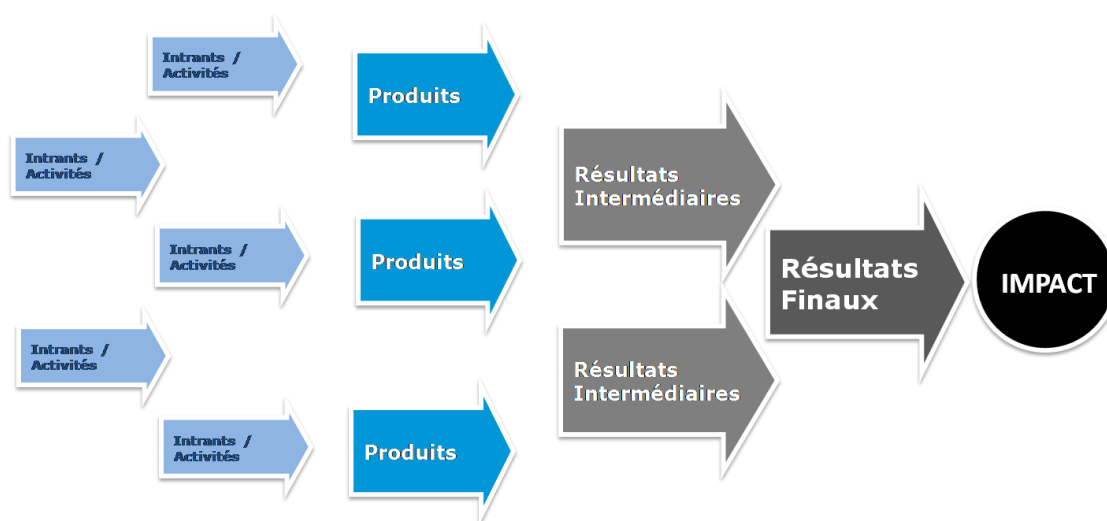 Intrants /
Activités
Intrants /
Activités
Intrants /
Activités
Intrants /
Activités
Intrants /
Activités
Produits
Produits
Produits
Résultats
Intermédiaires
Résultats
Intermédiaires
Résultats
Finaux
IMPACT